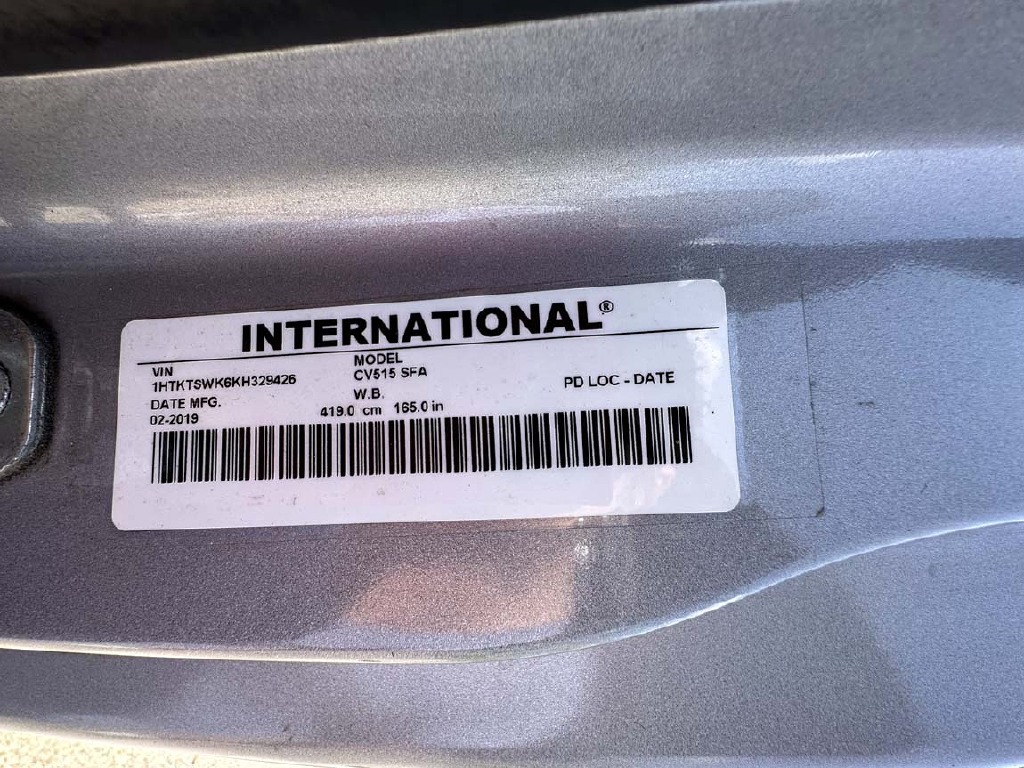 INTERNATIONAL®
VIN
1HTKTSWK6KH329426
MODEL
CV515 SFA
DATE MFG.
02-2019
W.B.
419.0 cm 165.0 in
PD LOC - DATE